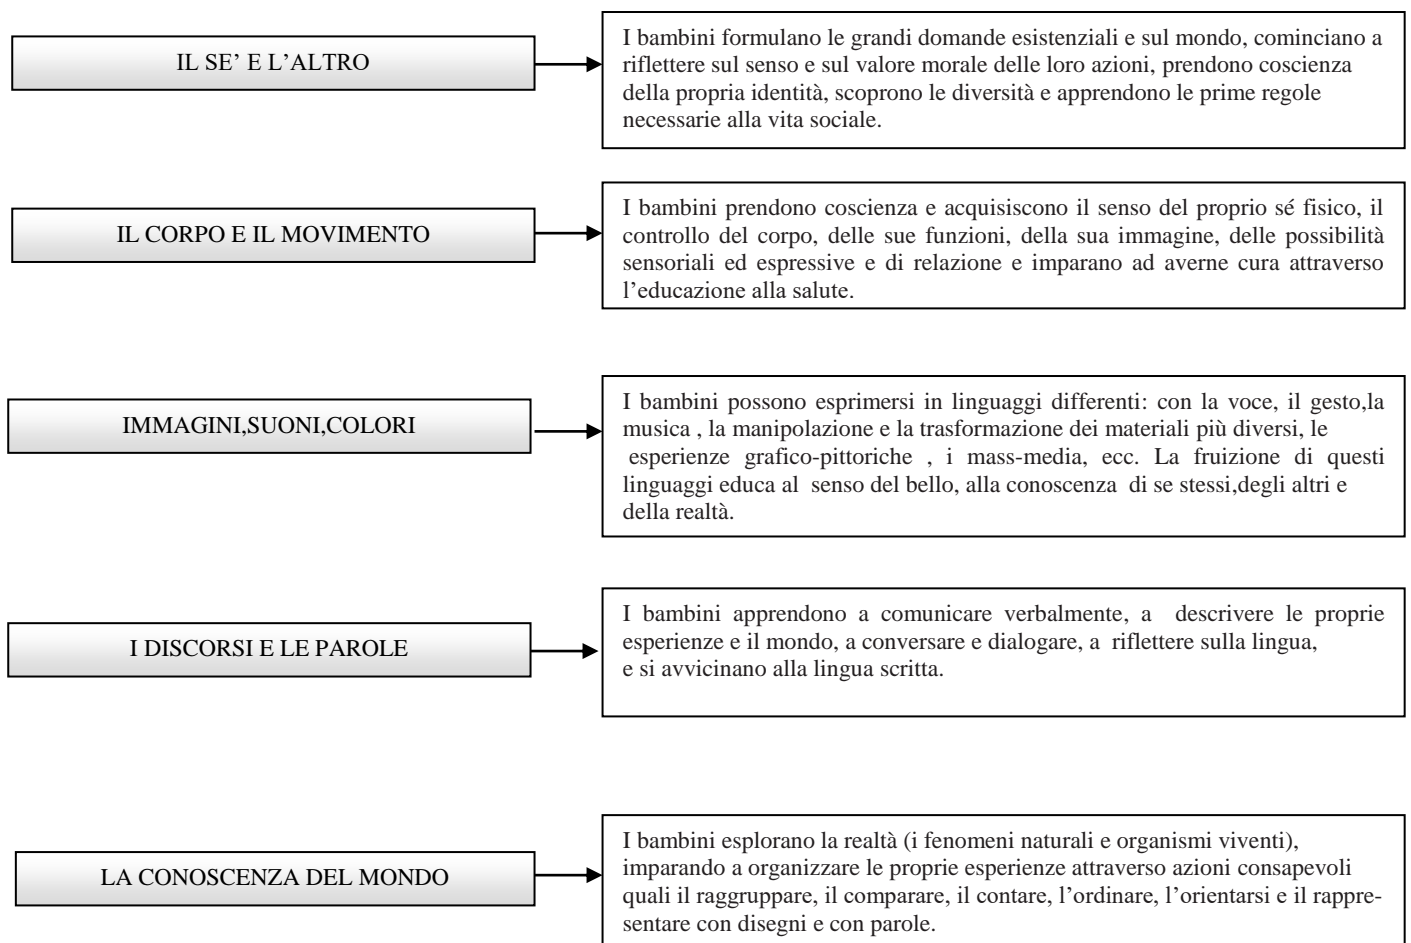 IL SE’ E L’ALTRO
I bambini formulano le grandi domande esistenziali e sul mondo, cominciano a
riflettere sul senso e sul valore morale delle loro azioni, prendono coscienza
della propria identità, scoprono le diversità e apprendono le prime regole
necessarie alla vita sociale.
IL CORPO E IL MOVIMENTO
I bambini prendono coscienza e acquisiscono il senso del proprio sé fisico, il
controllo del corpo, delle sue funzioni, della sua immagine, delle possibilità
sensoriali ed espressive e di relazione e imparano ad averne cura attraverso
l’educazione alla salute.
IMMAGINI,SUONI,COLORI
I bambini possono esprimersi in linguaggi differenti: con la voce, il gesto,la
musica , la manipolazione e la trasformazione dei materiali più diversi, le
esperienze grafico-pittoriche , i mass-media, ecc. La fruizione di questi
linguaggi educa al senso del bello, alla conoscenza di se stessi,degli altri e
della realtà.
I DISCORSI E LE PAROLE
I bambini apprendono a comunicare verbalmente, a descrivere le proprie
esperienze e il mondo, a conversare e dialogare, a riflettere sulla lingua,
e si avvicinano alla lingua scritta.
LA CONOSCENZA DEL MONDO
I bambini esplorano la realtà (i fenomeni naturali e organismi viventi),
imparando a organizzare le proprie esperienze attraverso azioni consapevoli
quali il raggruppare, il comparare, il contare, l’ordinare, l’orientarsi e il rappre-
sentare con disegni e con parole.